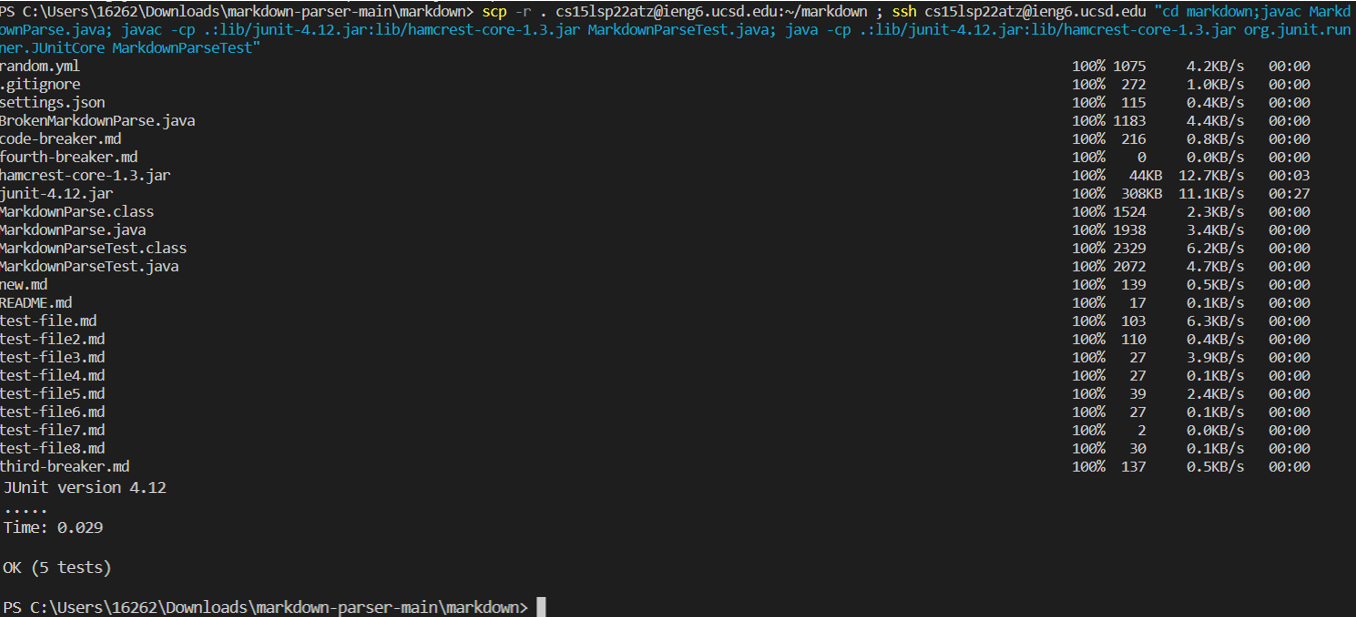 PS C:\Users\16262\Downloads\markdown-parser-main\markdown> scp -r . cs15lsp22atz@ieng6.ucsd.edu:~/markdown ; ssh cs15lsp22atz@ieng6.ucsd.edu "cd markdown;javac Markd
ownParse.java; javac -cp .:lib/junit-4.12.jar:lib/hamcrest-core-1.3.jar MarkdownParseTest.java; java -cp .:lib/junit-4.12.jar:lib/hamcrest-core-1.3.jar org.junit.run
ner.JUnitCore MarkdownParseTest"
random.yml 100% 1075 4.2KB/s 00:00
.gitignore 100% 272 1.0KB/s 00:00
settings.json 100% 115 0.4KB/s 00:00
BrokenMarkdownParse.java 100% 1183 4.4KB/s 00:00
code-breaker.md 100% 216 0.8KB/s 00:00
fourth-breaker.md 100% 0 0.0KB/s 00:00
hamcrest-core-1.3.jar 100% 44KB 12.7KB/s 00:03
junit-4.12.jar 100% 308KB 11.1KB/s 00:27
MarkdownParse.class 100% 1524 2.3KB/s 00:00
MarkdownParse.java 100% 1938 3.4KB/s 00:00
MarkdownParseTest.class 100% 2329 6.2KB/s 00:00
MarkdownParseTest.java 100% 2072 4.7KB/s 00:00
new.md 100% 139 0.5KB/s 00:00
README.md 100% 17 0.1KB/s 00:00
test-file.md 100% 103 6.3KB/s 00:00
test-file2.md 100% 110 0.4KB/s 00:00
test-file3.md 100% 27 3.9KB/s 00:00
test-file4.md 100% 27 0.1KB/s 00:00
test-file5.md 100% 39 2.4KB/s 00:00
test-file6.md 100% 27 0.1KB/s 00:00
test-file7.md 100% 2 0.0KB/s 00:00
test-file8.md 100% 30 0.1KB/s 00:00
third-breaker.md 100% 137 0.5KB/s 00:00
JUnit version 4.12
.....
Time: 0.029
OK (5 tests)
PS C:\Users\16262\Downloads\markdown-parser-main\markdown>